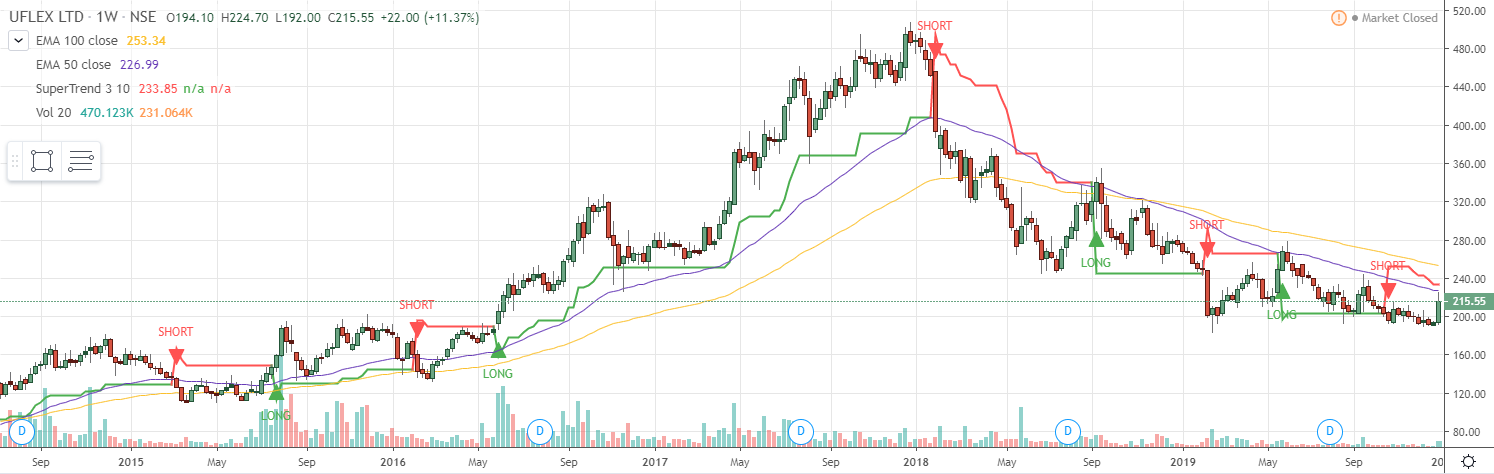 UFLEX LTD · 1W · NSE O194.10 H224.70 L192.00 C215.55 +22.00 (+11.37%)
! Market Closed
EMA 100 close 253.34
EMA 50 close 226.99
SuperTrend 3 10 233.85 n/a n/a
Vol 20 470.123K 231.064K
520.00
480.00
440.00
400.00
360.00
320.00
280.00
240.00
215.55
200.00
160.00
120.00
80.00
SHORT
SHORT
SHORT
SHORT
SHORT
LONG
LONG
LONG
LONG
D D D D D
Sep 2015 May Sep 2016 May Sep 2017 May Sep 2018 May Sep 2019 May Sep 20